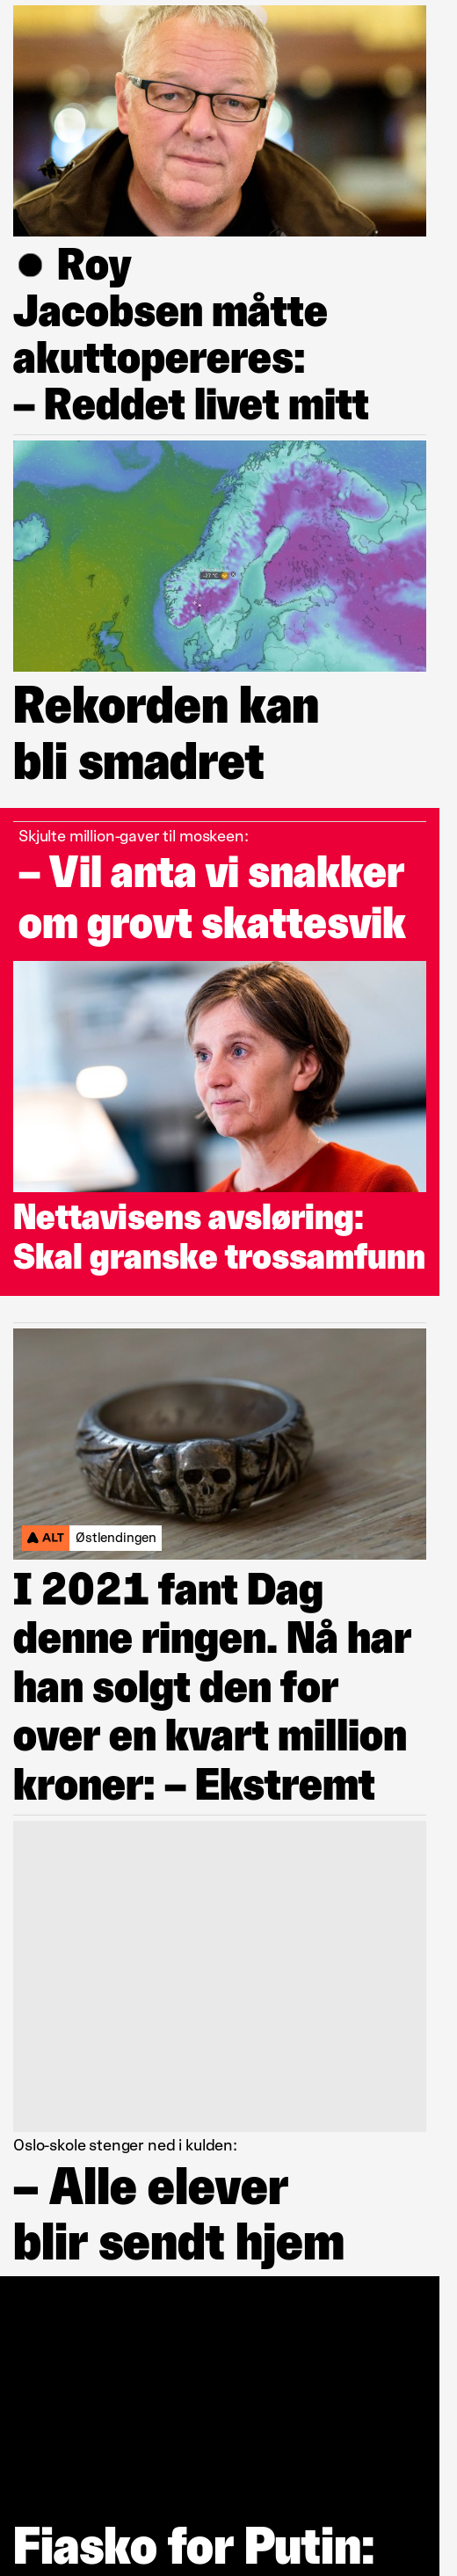 Roy
Jacobsen måtte
akuttopereres:
– Reddet livet mitt
-27 °C
Rekorden kan
bli smadret
Skjulte million-gaver til moskeen:
– Vil anta vi snakker
om grovt skattesvik
Nettavisens avsløring:
Skal granske trossamfunn
ALT Østlendingen
I 2021 fant Dag
denne ringen. Nå har
han solgt den for
over en kvart million
kroner: – Ekstremt
Oslo-skole stenger ned i kulden:
– Alle elever
blir sendt hjem
Fiasko for Putin: